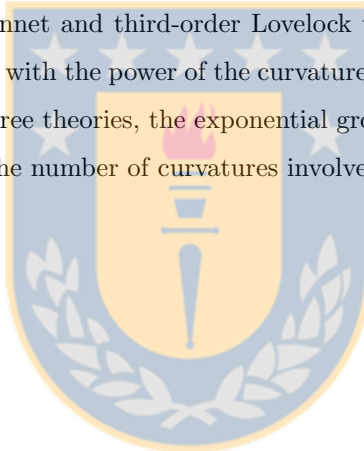 nnet and third-order Lovelock
with the power of the curvature
ree theories, the exponential gro
he number of curvatures involve